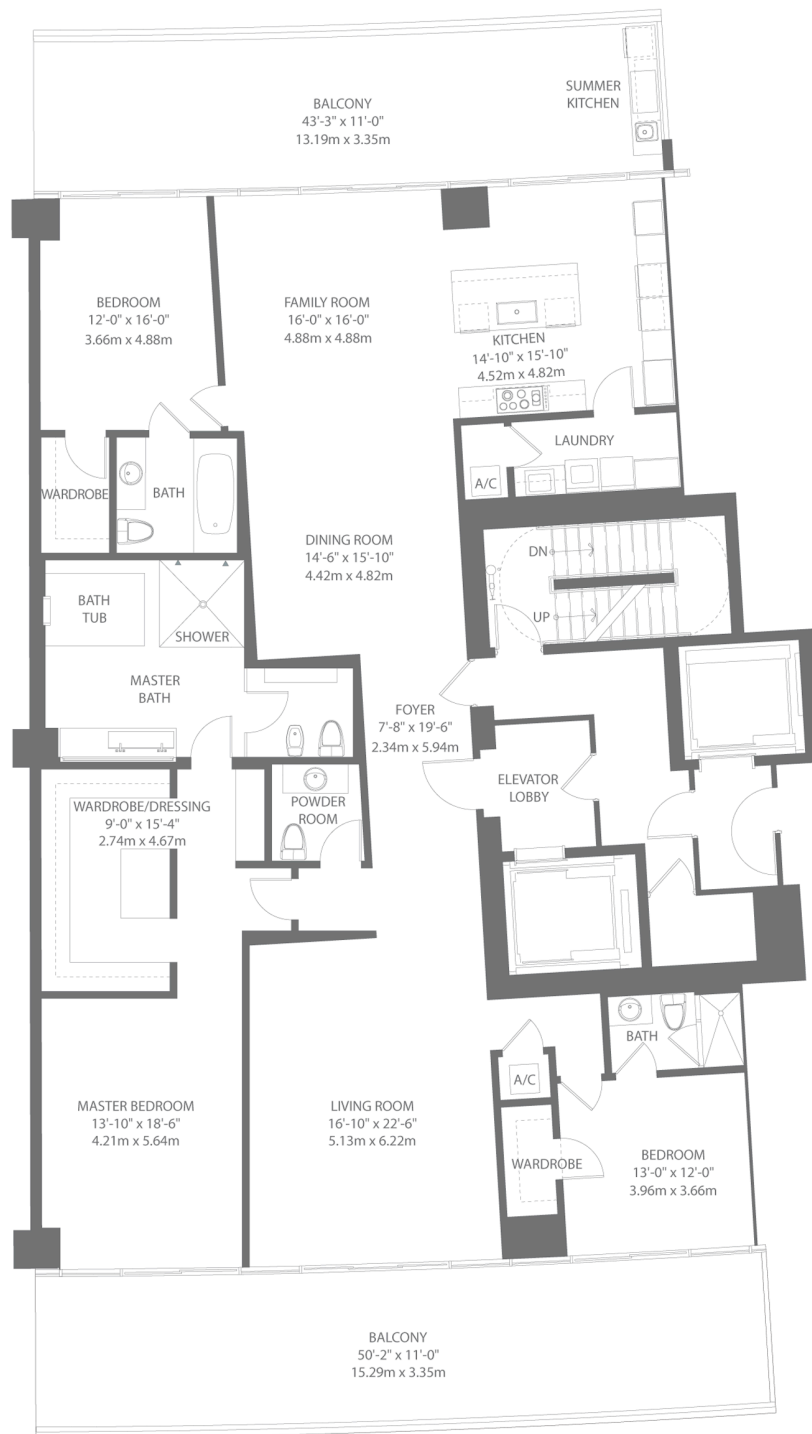 BALCONY
43'-3" x 11'-0"
13.19m x 3.35m
SUMMER
KITCHEN
BEDROOM
12'-0" x 16'-0"
3.66m x 4.88m
FAMILY ROOM
16'-0" x 16'-0"
4.88m x 4.88m
KITCHEN
14'-10" x 15'-10"
4.52m x 4.82m
WARDROBE
BATH
A/C
LAUNDRY
DINING ROOM
14'-6" x 15'-10"
4.42m x 4.82m
DN
UP
BATH
TUB
SHOWER
MASTER
BATH
FOYER
7'-8" x 19'-6"
2.34m x 5.94m
ELEVATOR
LOBBY
WARDROBE/DRESSING
9'-0" x 15'-4"
2.74m x 4.67m
POWDER
ROOM
BATH
A/C
MASTER BEDROOM
13'-10" x 18'-6"
4.21m x 5.64m
LIVING ROOM
16'-10" x 22'-6"
5.13m x 6.22m
WARDROBE
BEDROOM
13'-0" x 12'-0"
3.96m x 3.66m
BALCONY
50'-2" x 11'-0"
15.29m x 3.35m